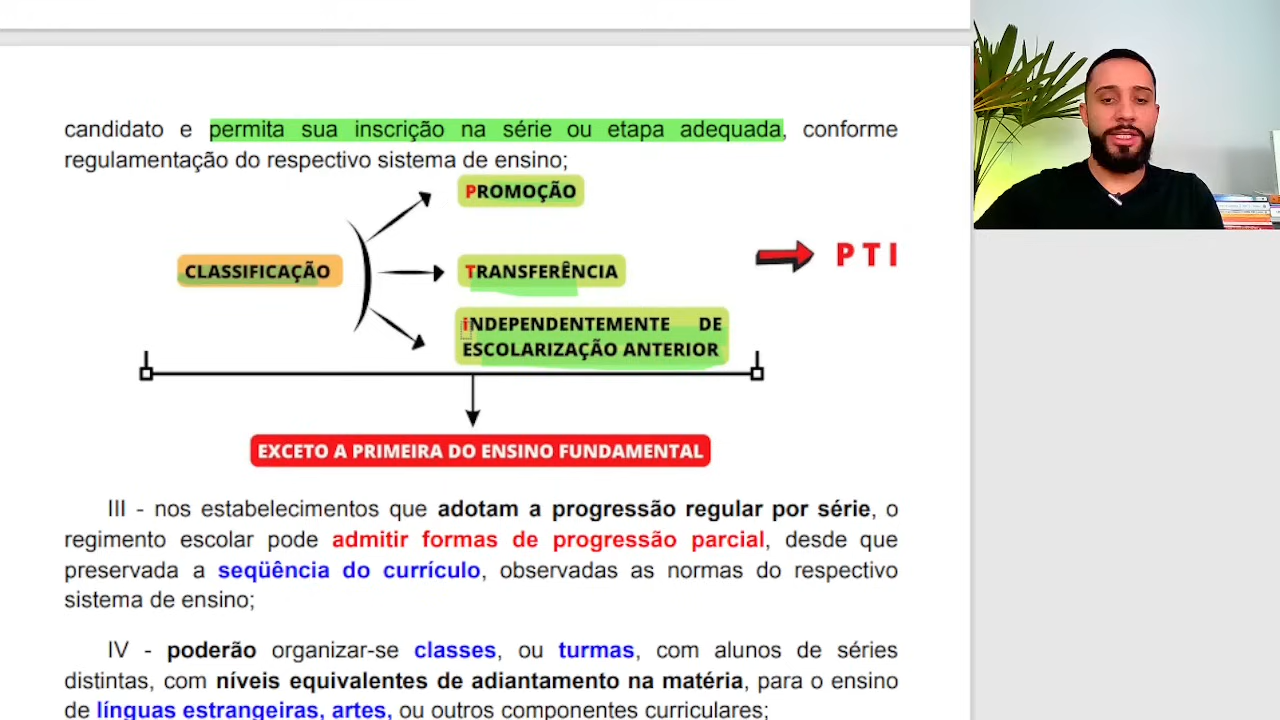 candidato e permita sua inscrição na série ou etapa adequada, conforme
regulamentação do respectivo sistema de ensino;
PROMOÇÃO
CLASSIFICAÇÃO
TRANSFERÊNCIA
PTI
iNDEPENDENTEMENTE DE
ESCOLARIZAÇÃO ANTERIOR
EXCETO A PRIMEIRA DO ENSINO FUNDAMENTAL
III - nos estabelecimentos que adotam a progressão regular por série, o
regimento escolar pode admitir formas de progressão parcial, desde que
preservada a seqüência do currículo, observadas as normas do respectivo
sistema de ensino;
IV - poderão organizar-se classes, ou turmas, com alunos de séries
distintas, com níveis equivalentes de adiantamento na matéria, para o ensino
de línguas estrangeiras, artes, ou outros componentes curriculares;